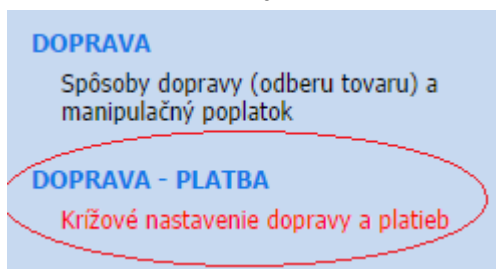 DOPRAVA
Spôsoby dopravy (odberu tovaru) a
manipulačný poplatok
DOPRAVA - PLATBA
Krížové nastavenie dopravy a platieb